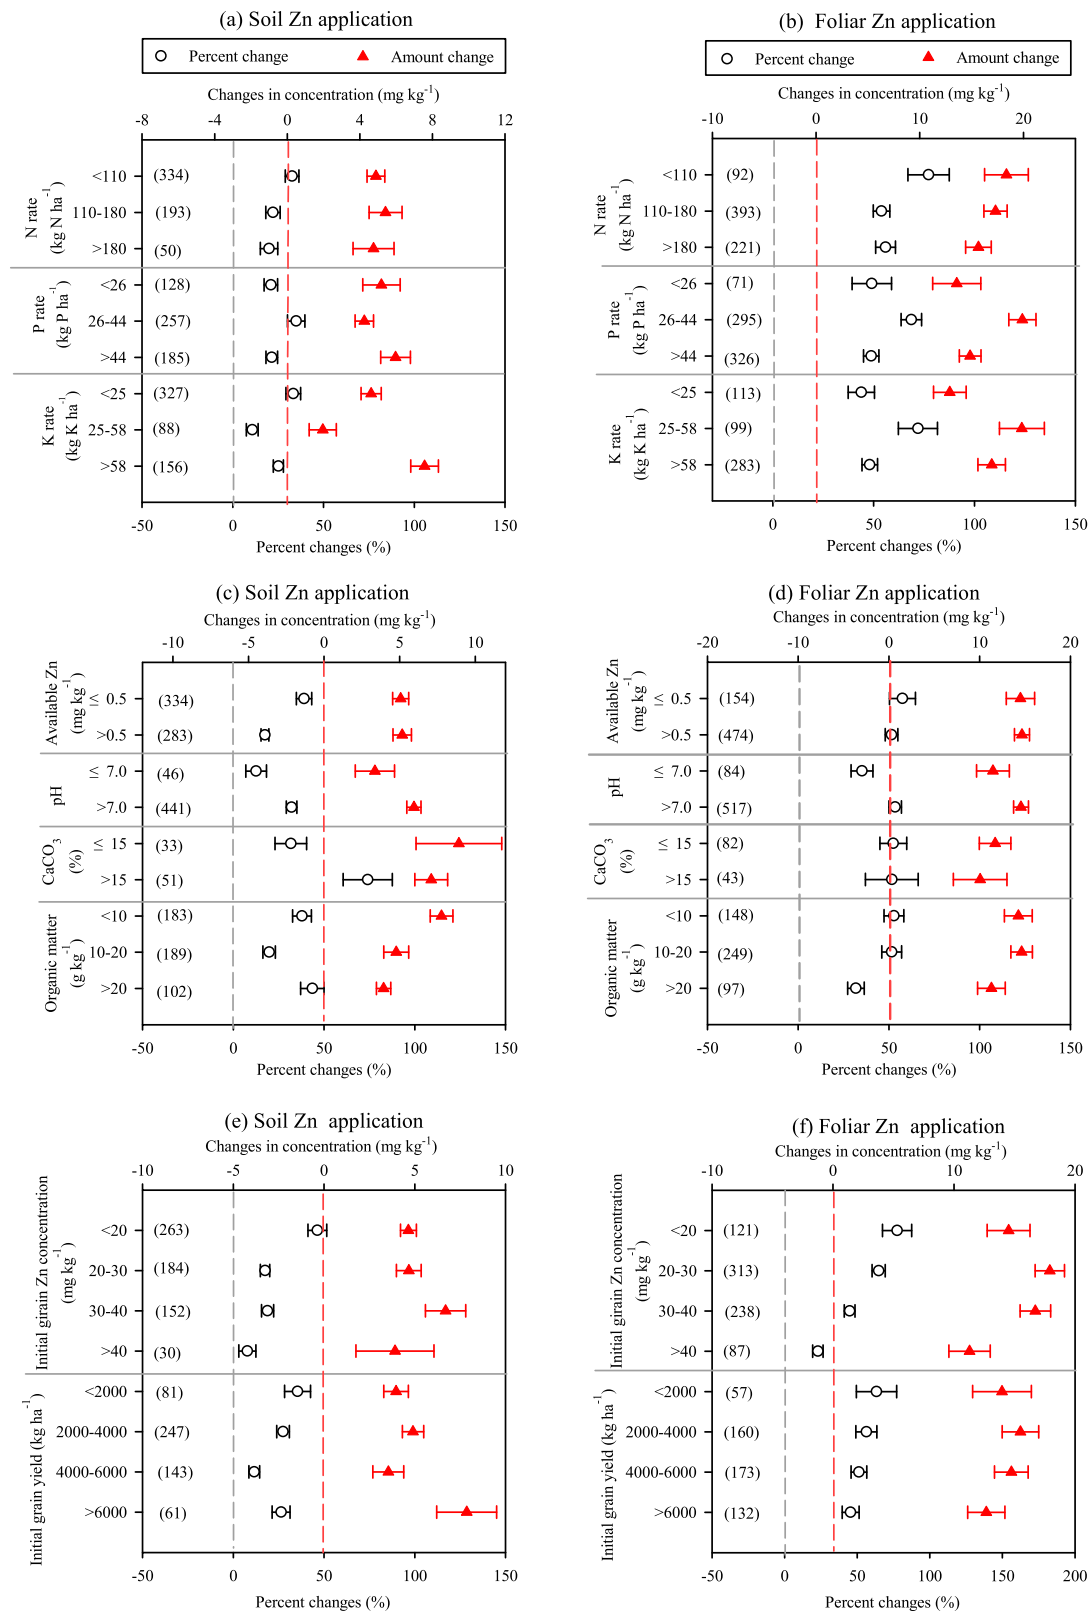 (a) Soil Zn application
Percent change
Amount change
Changes in concentration (mg kg⁻¹)
-8 -4 0 4 8 12
N rate
(kg N ha⁻¹)
<110 (334)
110-180 (193)
>180 (50)
P rate
(kg P ha⁻¹)
<26 (128)
26-44 (257)
>44 (185)
K rate
(kg K ha⁻¹)
<25 (327)
25-58 (88)
>58 (156)
-50 0 50 100 150
Percent changes (%)
(b) Foliar Zn application
Percent change
Amount change
Changes in concentration (mg kg⁻¹)
-10 0 10 20
N rate
(kg N ha⁻¹)
<110 (92)
110-180 (393)
>180 (221)
P rate
(kg P ha⁻¹)
<26 (71)
26-44 (295)
>44 (326)
K rate
(kg K ha⁻¹)
<25 (113)
25-58 (99)
>58 (283)
0 50 100 150
Percent changes (%)
(c) Soil Zn application
Changes in concentration (mg kg⁻¹)
-10 -5 0 5 10
Available Zn
(mg kg⁻¹)
≤ 0.5 (334)
>0.5 (283)
pH
≤ 7.0 (46)
>7.0 (441)
CaCO₃
(%)
≤ 15 (33)
>15 (51)
Organic matter
(g kg⁻¹)
<10 (183)
10-20 (189)
>20 (102)
-50 0 50 100 150
Percent changes (%)
(d) Foliar Zn application
Changes in concentration (mg kg⁻¹)
-20 -10 0 10 20
Available Zn
(mg kg⁻¹)
≤ 0.5 (154)
>0.5 (474)
pH
≤ 7.0 (84)
>7.0 (517)
CaCO₃
(%)
≤ 15 (82)
>15 (43)
Organic matter
(g kg⁻¹)
<10 (148)
10-20 (249)
>20 (97)
-50 0 50 100 150
Percent changes (%)
(e) Soil Zn application
Changes in concentration (mg kg⁻¹)
-10 -5 0 5 10
Initial girain Zn concentration
(mg kg⁻¹)
<20 (263)
20-30 (184)
30-40 (152)
>40 (30)
Initial grain yield (kg ha⁻¹)
<2000 (81)
2000-4000 (247)
4000-6000 (143)
>6000 (61)
-50 0 50 100 150
Percent changes (%)
(f) Foliar Zn application
Changes in concentration (mg kg⁻¹)
-10 0 10 20
Initial girain Zn concentration
(mg kg⁻¹)
<20 (121)
20-30 (313)
30-40 (238)
>40 (87)
Initial grain yield (kg ha⁻¹)
<2000 (57)
2000-4000 (160)
4000-6000 (173)
>6000 (132)
-50 0 50 100 150 200
Percent changes (%)